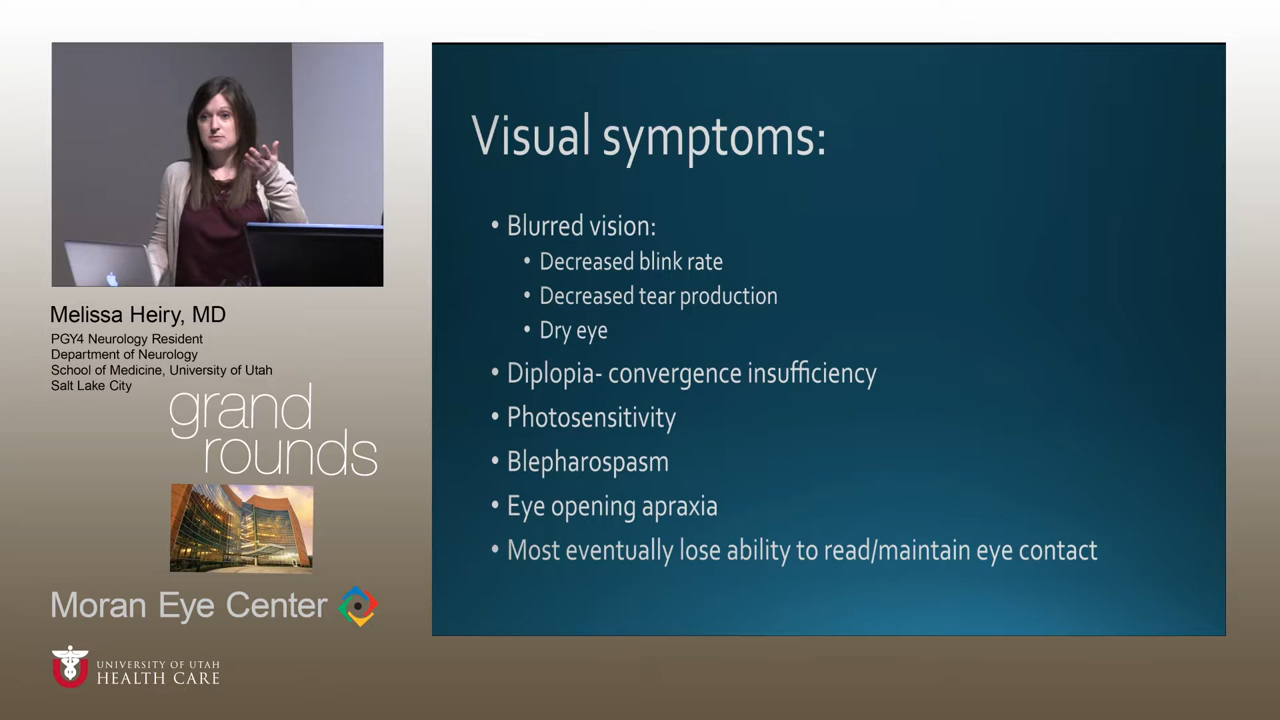 Melissa Heiry, MD
PGY4 Neurology Resident
Department of Neurology
School of Medicine, University of Utah
Salt Lake City
grand
rounds
Moran Eye Center
UNIVERSITY OF UTAH
HEALTH CARE
Visual symptoms:
• Blurred vision:
• Decreased blink rate
• Decreased tear production
• Dry eye
• Diplopia- convergence insufficiency
• Photosensitivity
• Blepharospasm
• Eye opening apraxia
• Most eventually lose ability to read/maintain eye contact